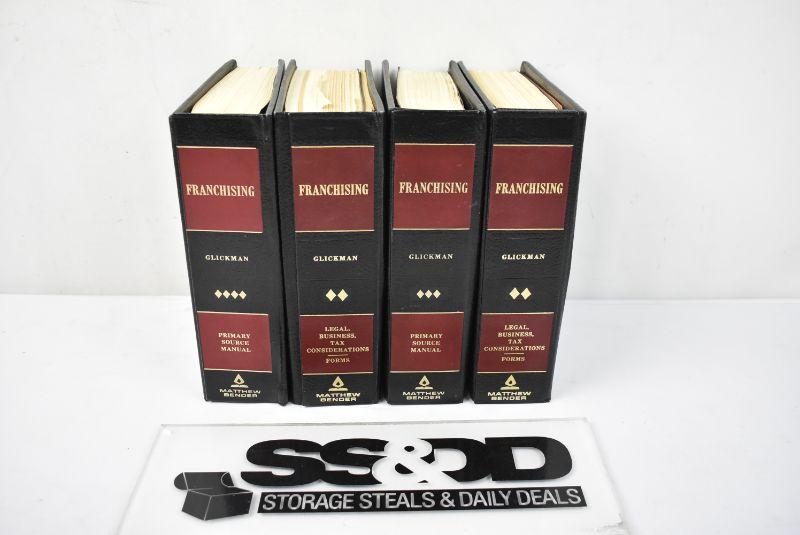 FRANCHISING
GLICKMAN
PRIMARY
SOURCE
MANUAL
MATTHEW
BENDER
FRANCHISING
GLICKMAN
LEGAL,
BUSINESS,
TAX
CONSIDERATIONS
FORMS
MATTHEW
BENDER
FRANCHISING
GLICKMAN
PRIMARY
SOURCE
MANUAL
MATTHEW
BENDER
FRANCHISING
GLICKMAN
LEGAL,
BUSINESS,
TAX
CONSIDERATIONS
FORMS
MATTHEW
BENDER
SS&DD
STORAGE STEALS & DAILY DEALS